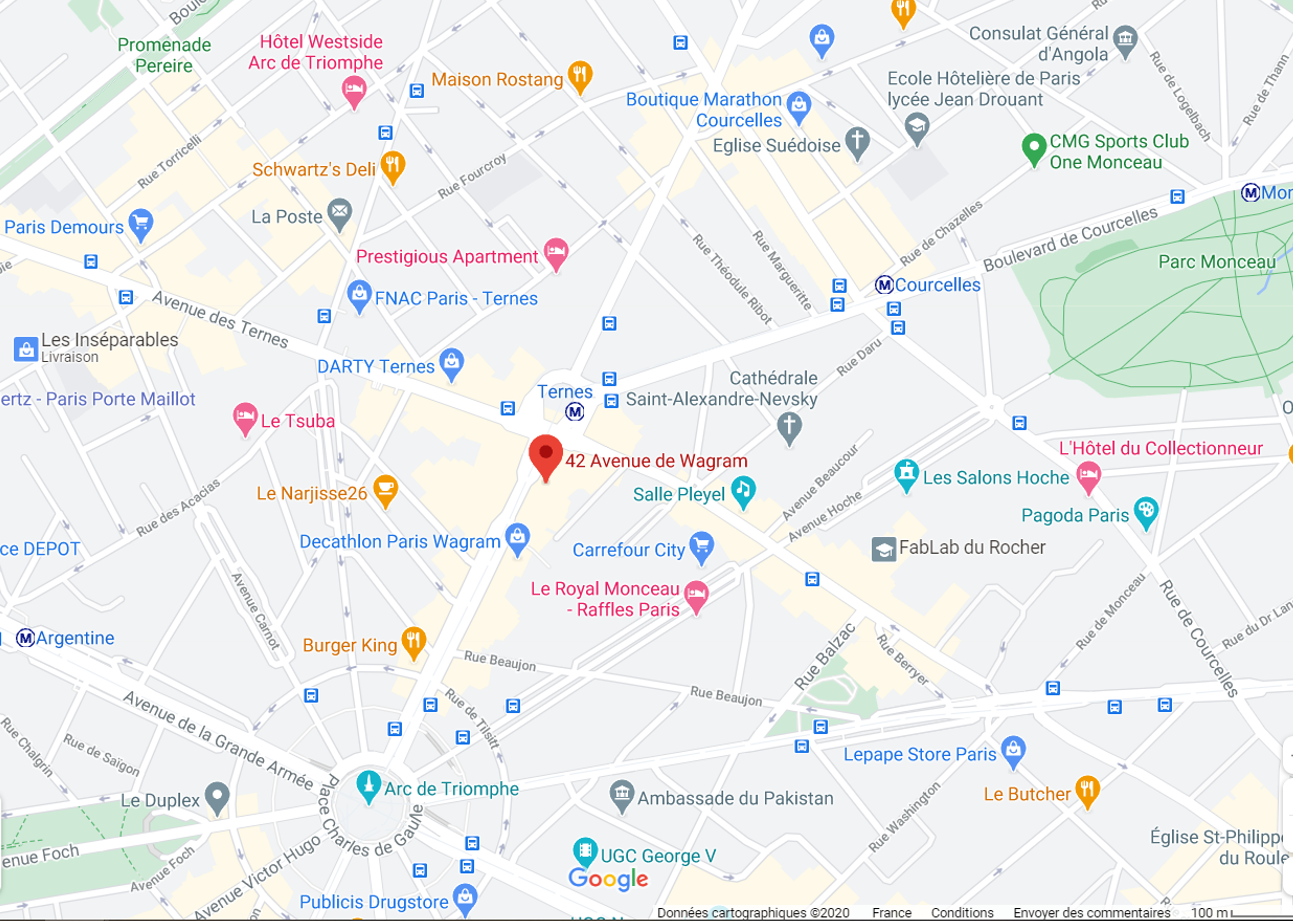 Boule
Promenade
Pereire
Hôtel Westside
Arc de Triomphe
Maison Rostang
Consulat Général
d'Angola
Ecole Hôtelière de Paris
lycée Jean Drouant
Boutique Marathon
Courcelles
Eglise Suédoise
Rue de Logelbach
Rue de Thann
CMG Sports Club
One Monceau
Rue Torricelli
Schwartz's Deli
Rue Fourcroy
La Poste
Paris Demours
Prestigious Apartment
Rue de Chazelles
Boulevard de Courcelles
M Mon
Parc Monceau
Rue Théodule Ribot
Rue Margueritte
M Courcelles
Avenue des Ternes
FNAC Paris - Ternes
Les Inséparables
Livraison
DARTY Ternes
Rue Daru
Ternes
M
Cathédrale
Saint-Alexandre-Nevsky
ertz - Paris Porte Maillot
Le Tsuba
42 Avenue de Wagram
L'Hôtel du Collectionneur
Les Salons Hoche
Salle Pleyel
Avenue Beaucour
Avenue Hoche
Pagoda Paris
Le Narjisse26
Rue des Acacias
Decathlon Paris Wagram
Carrefour City
FabLab du Rocher
ce DEPOT
Le Royal Monceau
- Raffles Paris
Avenue Carnot
Rue de Monceau
Rue de Courcelles
Rue du Dr Lan
M Argentine
Burger King
Rue Beaujon
Rue Balzac
Rue Berryer
Rue Beaujon
Rue de Tilsitt
Avenue de la Grande Armée
Rue Chalgrin
Rue de Saïgon
Lepape Store Paris
Place Charles de Gaulle
Arc de Triomphe
Le Duplex
Ambassade du Pakistan
Le Butcher
Rue Washington
Église St-Philippe
du Roule
enue Foch
Avenue Foch
Avenue Victor Hugo
UGC George V
Google
Publicis Drugstore
Données cartographiques ©2020
France
Conditions
Envoyer des commentaires
100 m